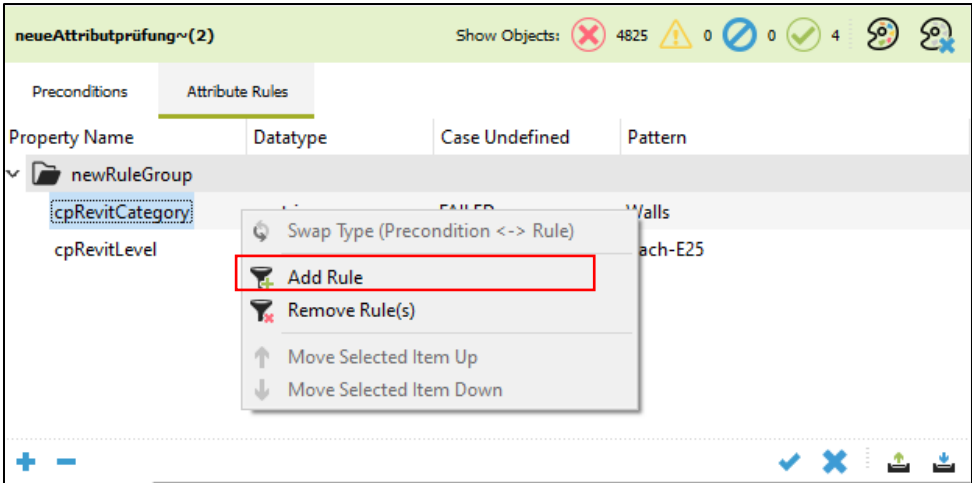 neueAttributprüfung~(2) Show Objects: 4825 0 0 4
Preconditions Attribute Rules
Property Name Datatype Case Undefined Pattern
newRuleGroup
cpRevitCategory Walls
Swap Type (Precondition <-> Rule)
cpRevitLevel
Add Rule
Remove Rule(s)
Move Selected Item Up
Move Selected Item Down